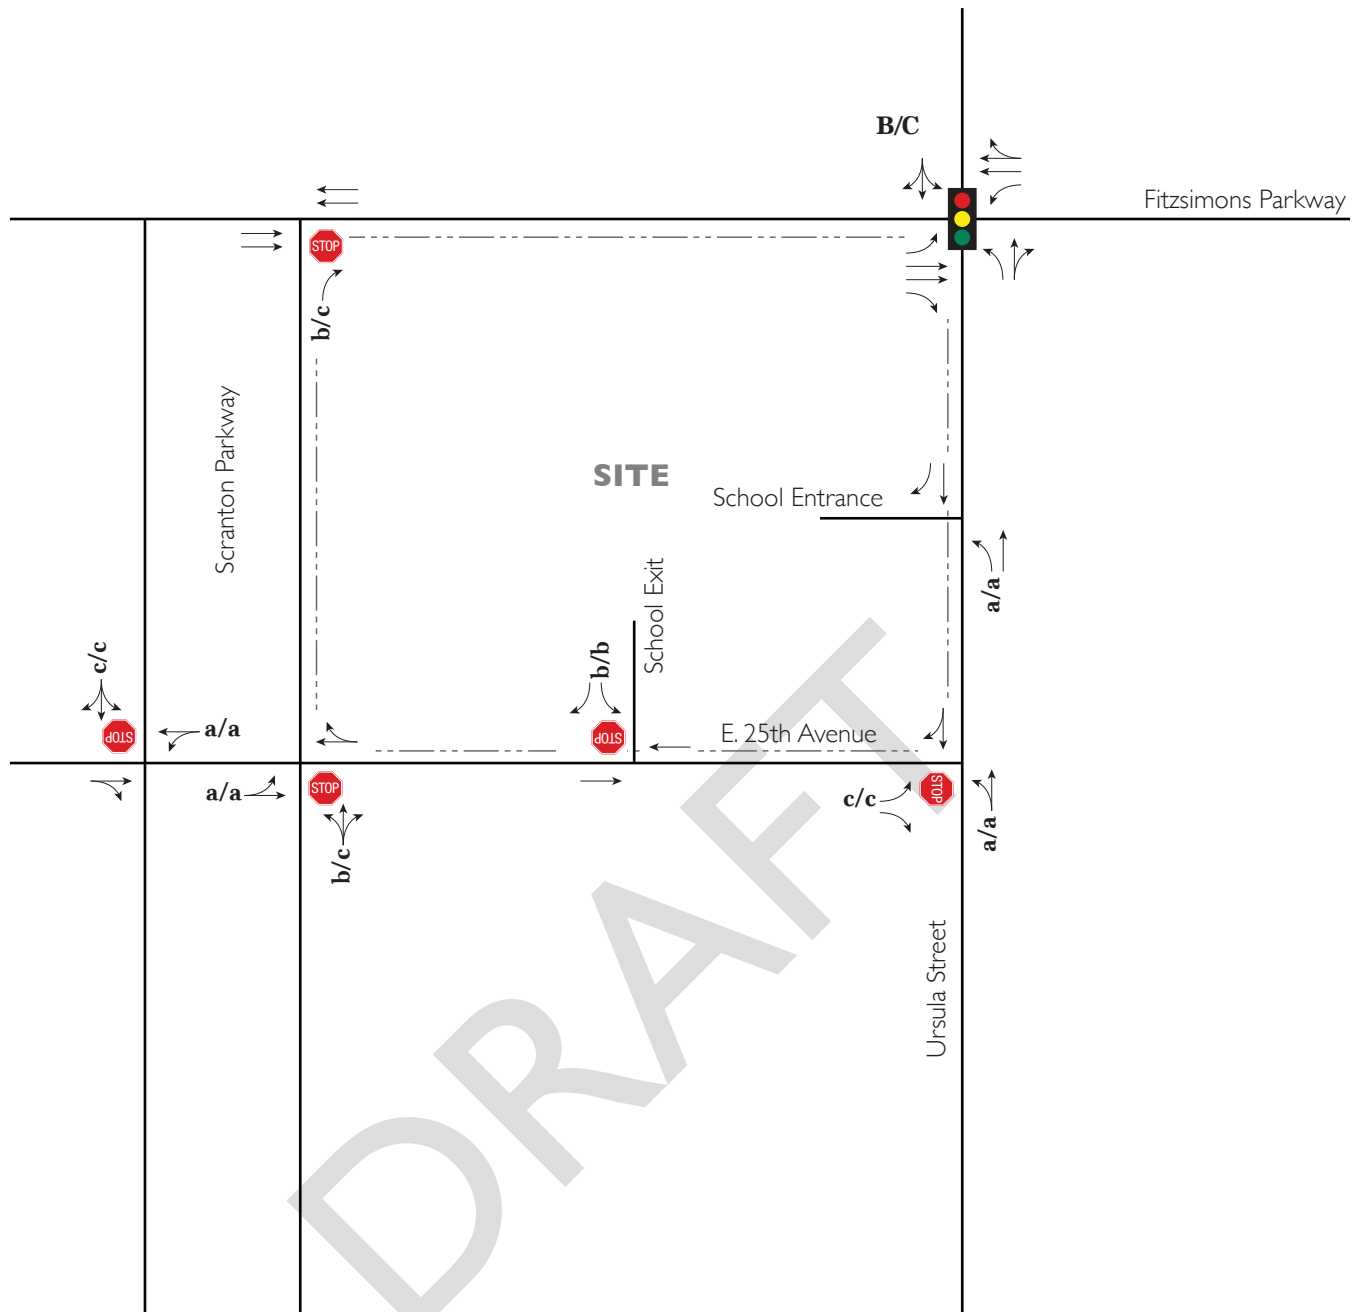 B/C
Fitzsimons Parkway
STOP
b/c
Scranton Parkway
SITE
School Entrance
School Exit
a/a
c/c
b/b
STOP
a/a
STOP
E. 25th Avenue
a/a
STOP
c/c
STOP
a/a
b/c
Ursula Street
DRAFT